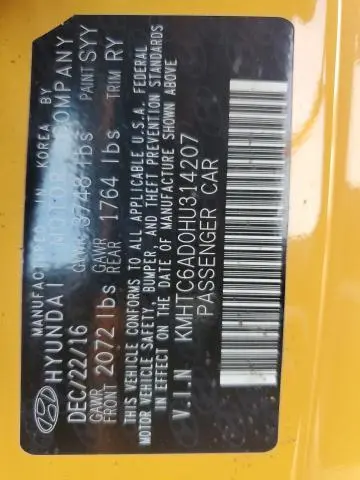 MANUFACTURED IN KOREA BY
HYUNDAI MOTOR COMPANY
DEC/22/16 GVWR 3748 lbs PAINT SYY
GAWR FRONT 2072 lbs GAWR REAR 1764 lbs TRIM RY
THIS VEHICLE CONFORMS TO ALL APPLICABLE U.S.A. FEDERAL
MOTOR VEHICLE SAFETY, BUMPER, AND THEFT PREVENTION STANDARDS
IN EFFECT ON THE DATE OF MANUFACTURE SHOWN ABOVE
V.I.N KMHTC6AD0HU314207
PASSENGER CAR